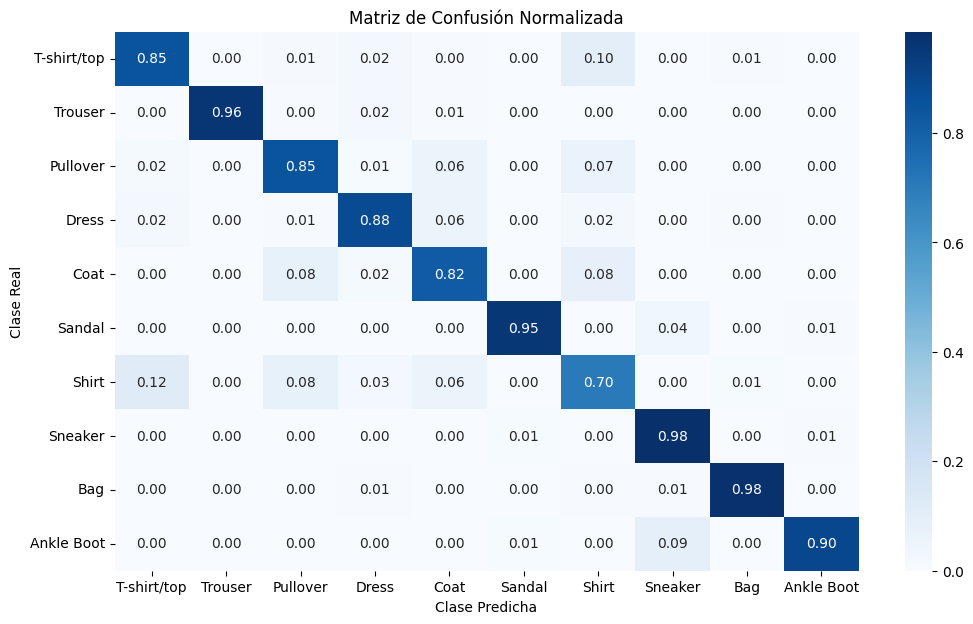 Matriz de Confusión Normalizada
Clase Real
T-shirt/top 0.85 0.00 0.01 0.02 0.00 0.00 0.10 0.00 0.01 0.00
Trouser 0.00 0.96 0.00 0.02 0.01 0.00 0.00 0.00 0.00 0.00
Pullover 0.02 0.00 0.85 0.01 0.06 0.00 0.07 0.00 0.00 0.00
Dress 0.02 0.00 0.01 0.88 0.06 0.00 0.02 0.00 0.00 0.00
Coat 0.00 0.00 0.08 0.02 0.82 0.00 0.08 0.00 0.00 0.00
Sandal 0.00 0.00 0.00 0.00 0.00 0.95 0.00 0.04 0.00 0.01
Shirt 0.12 0.00 0.08 0.03 0.06 0.00 0.70 0.00 0.01 0.00
Sneaker 0.00 0.00 0.00 0.00 0.00 0.01 0.00 0.98 0.00 0.01
Bag 0.00 0.00 0.00 0.01 0.00 0.00 0.00 0.01 0.98 0.00
Ankle Boot 0.00 0.00 0.00 0.00 0.00 0.01 0.00 0.09 0.00 0.90
T-shirt/top Trouser Pullover Dress Coat Sandal Shirt Sneaker Bag Ankle Boot
Clase Predicha
0.8
0.6
0.4
0.2
0.0